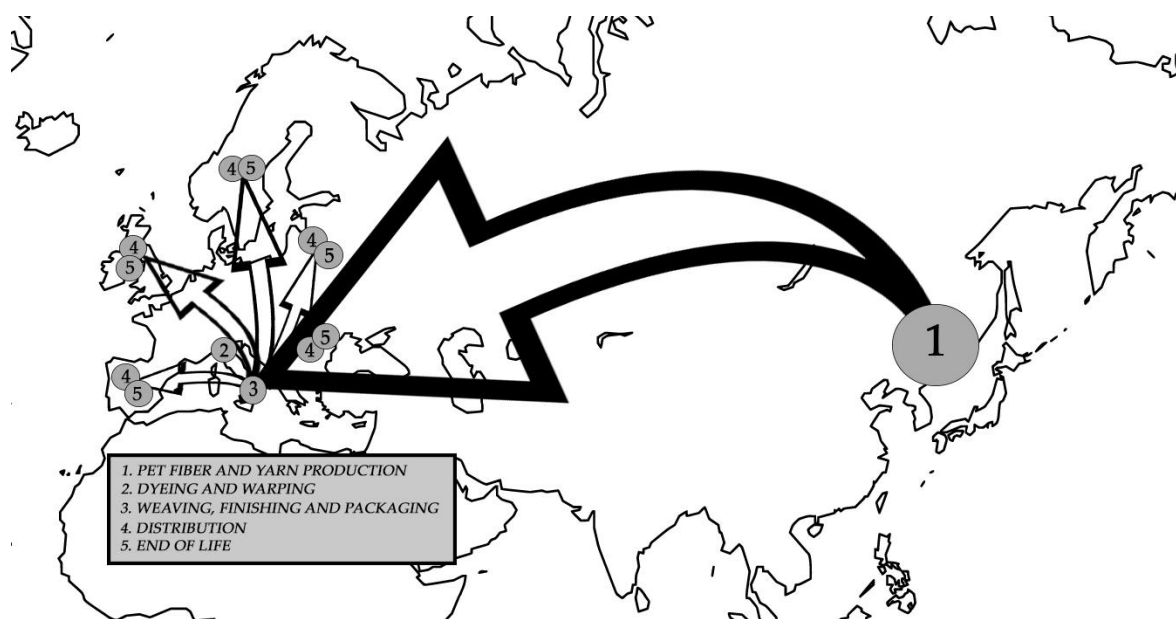 4 5
4
4
5
5
1
5
2
4
4
3
5
1. PET FIBER AND YARN PRODUCTION
2. DYEING AND WARPING
3. WEAVING, FINISHING AND PACKAGING
4. DISTRIBUTION
5. END OF LIFE